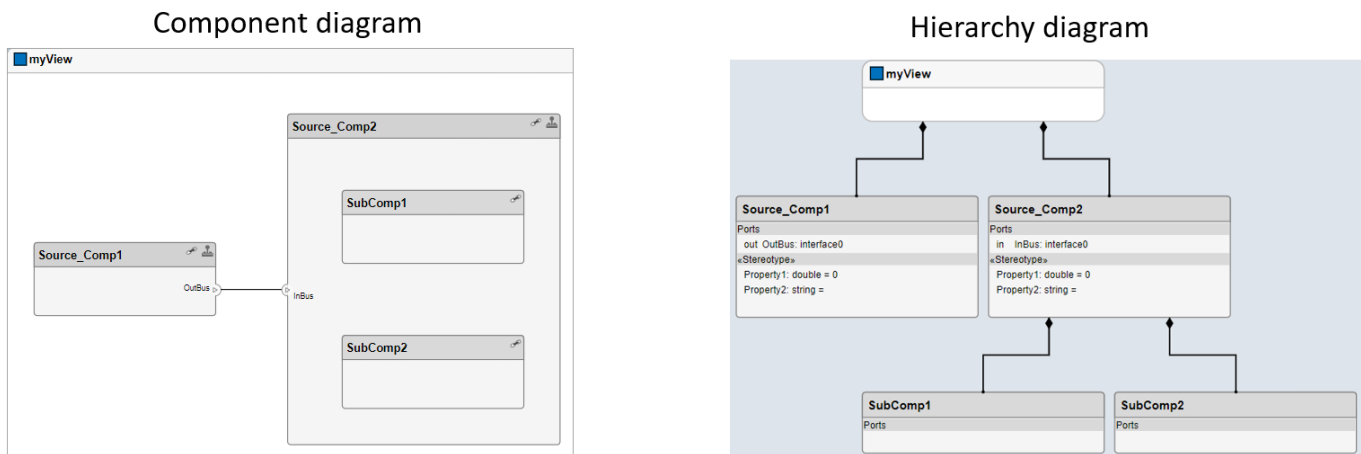 Component diagram
myView
Source_Comp2
SubComp1
Source_Comp1
OutBus
InBus
SubComp2
Hierarchy diagram
myView
Source_Comp1
Ports
out OutBus: interface0
«Stereotype»
Property1: double = 0
Property2: string =
Source_Comp2
Ports
in InBus: interface0
«Stereotype»
Property1: double = 0
Property2: string =
SubComp1
Ports
SubComp2
Ports